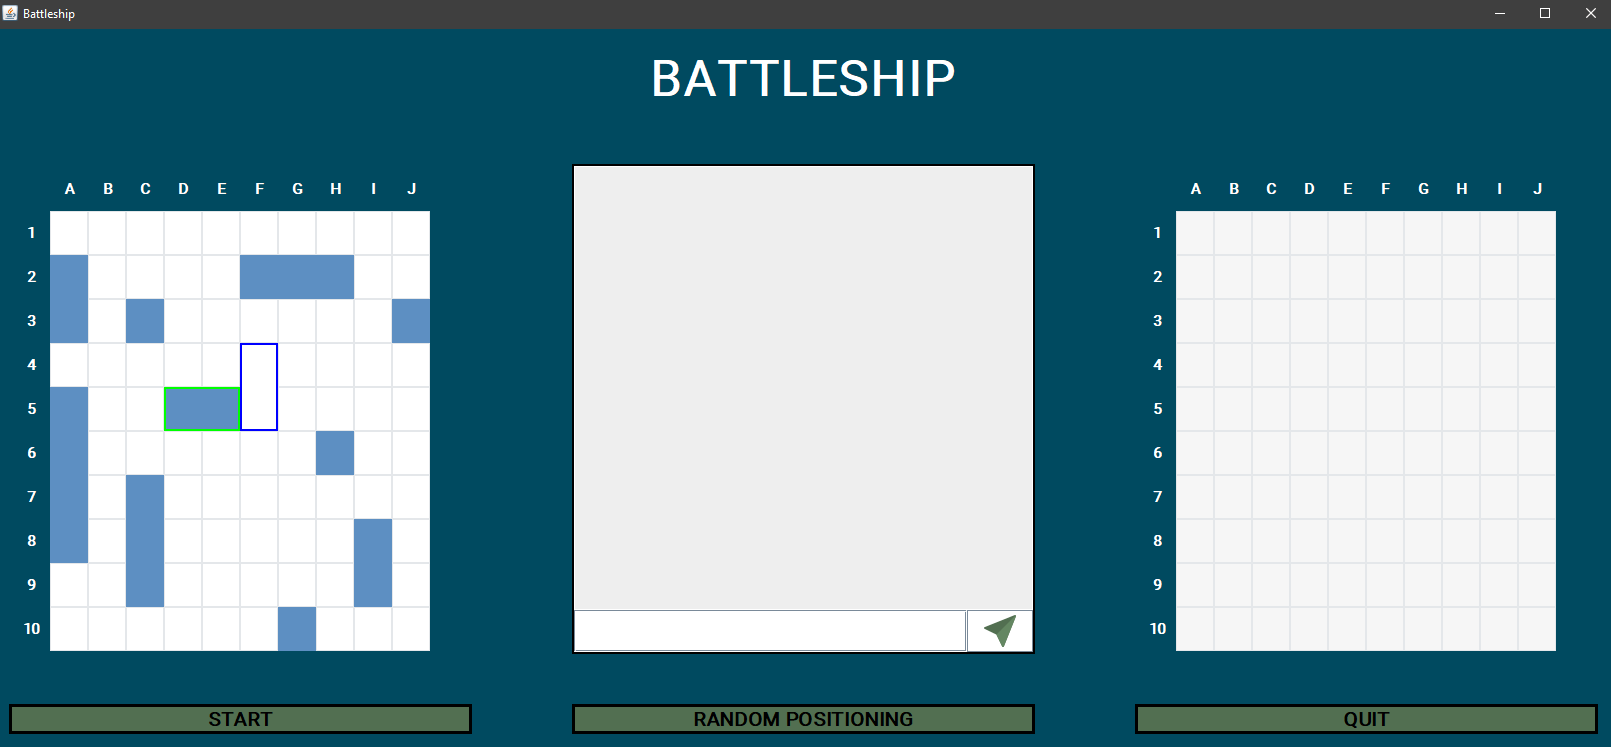 Battleship
BATTLESHIP
A B C D E F G H I J
1
2
3
4
5
6
7
8
9
10
A B C D E F G H I J
1
2
3
4
5
6
7
8
9
10
START
RANDOM POSITIONING
QUIT